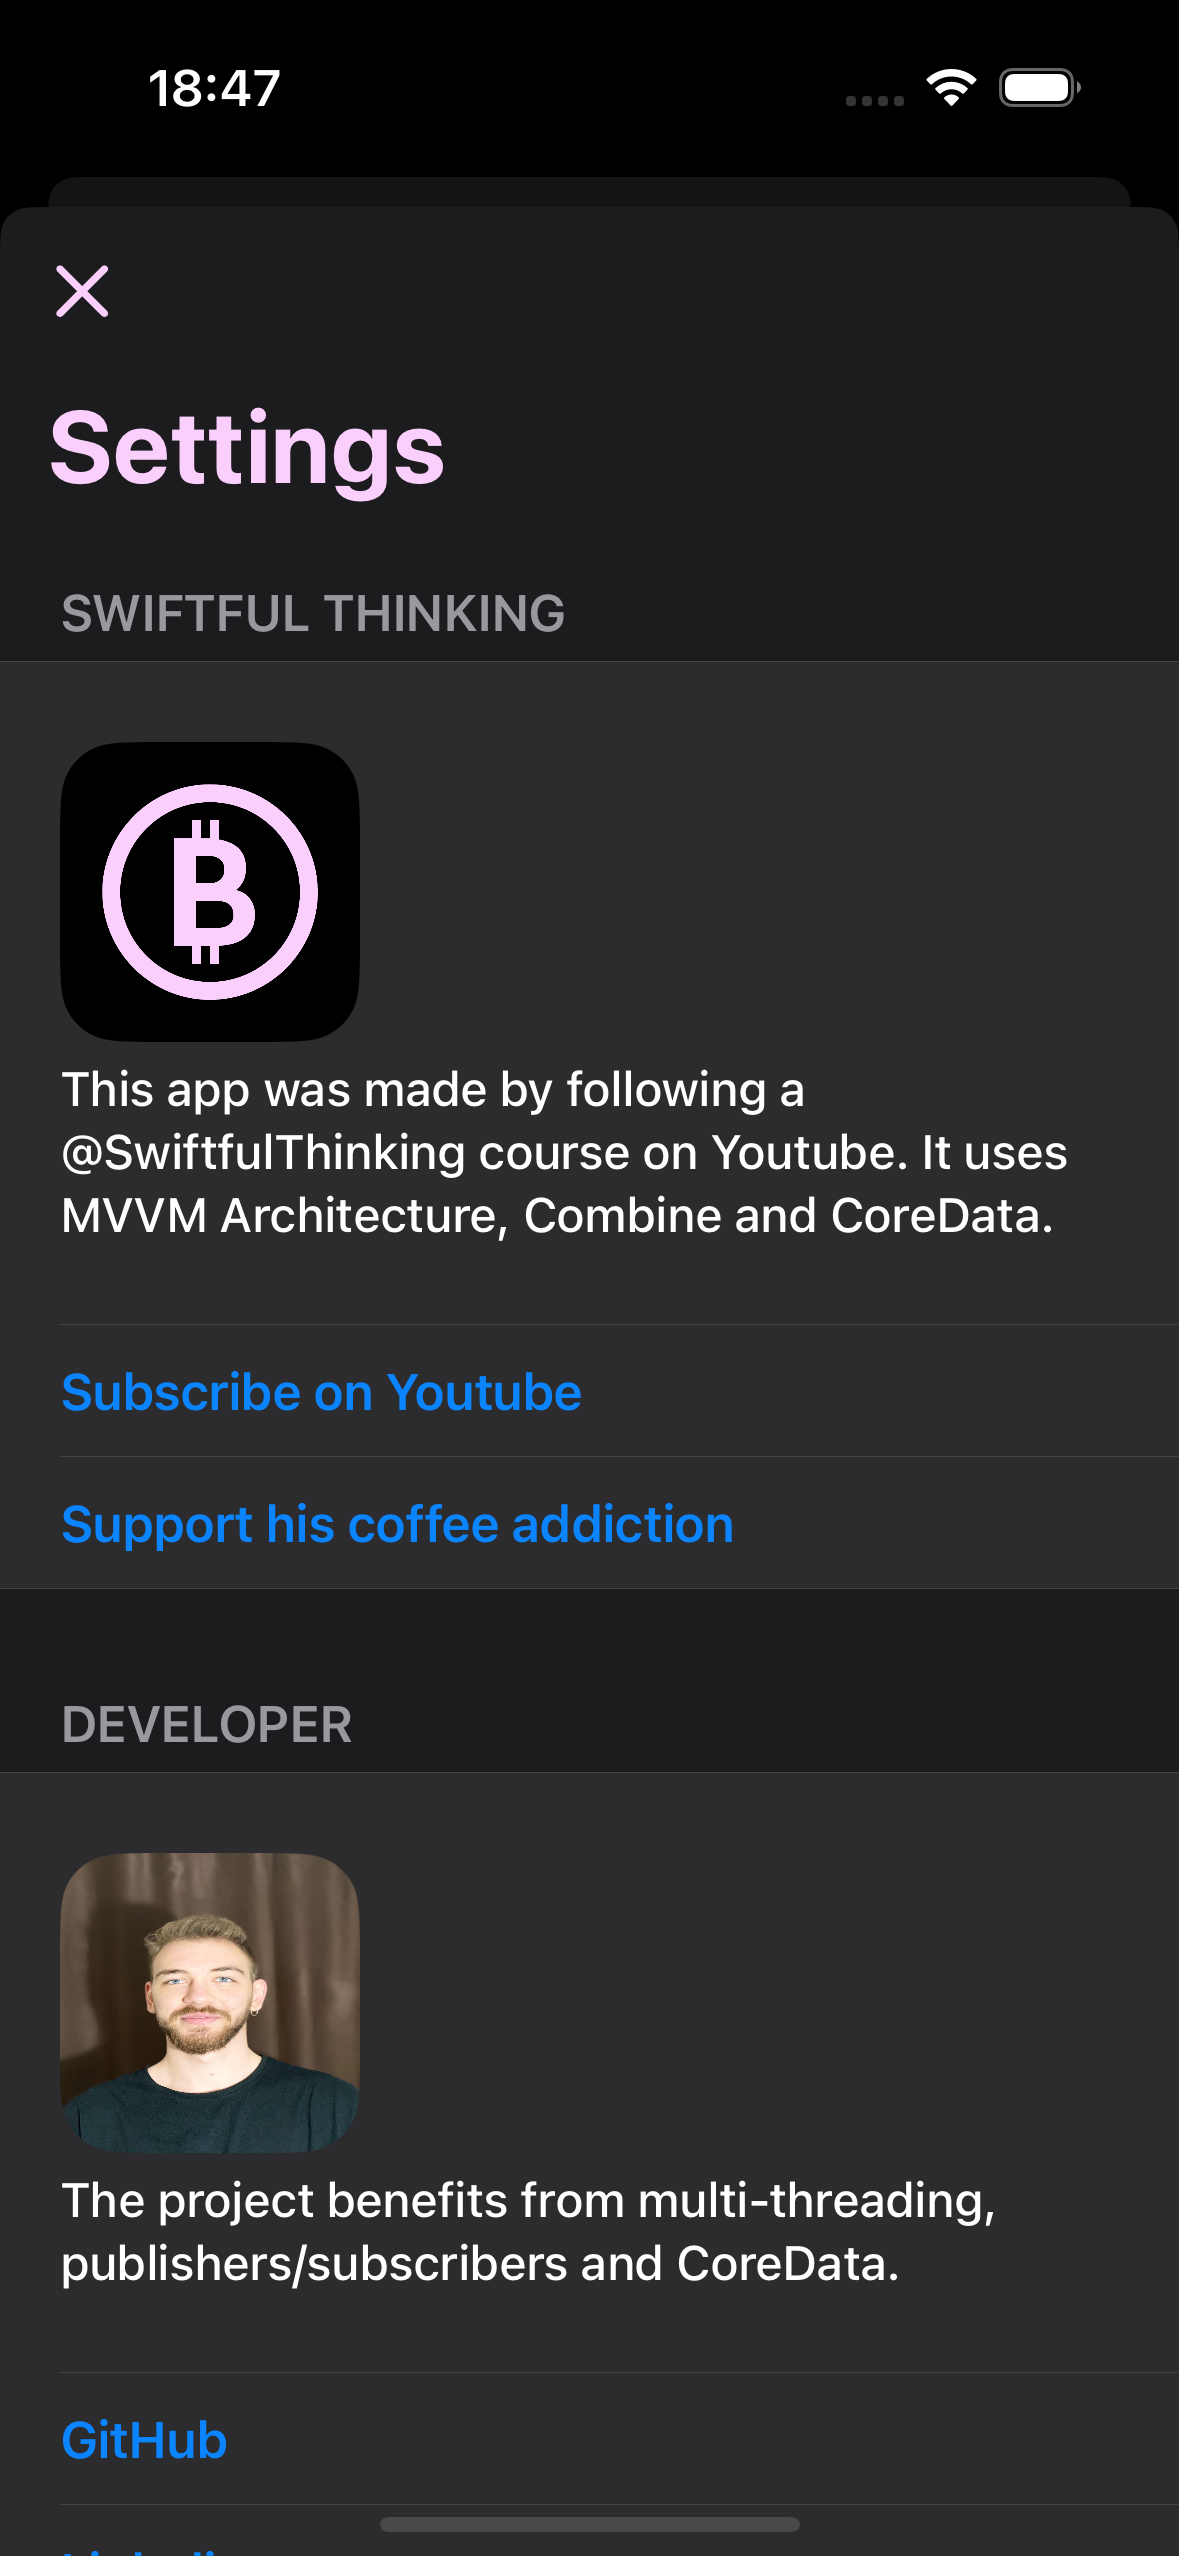 18:47
Settings
SWIFTFUL THINKING
This app was made by following a
@SwiftfulThinking course on Youtube. It uses
MVVM Architecture, Combine and CoreData.
Subscribe on Youtube
Support his coffee addiction
DEVELOPER
The project benefits from multi-threading,
publishers/subscribers and CoreData.
GitHub